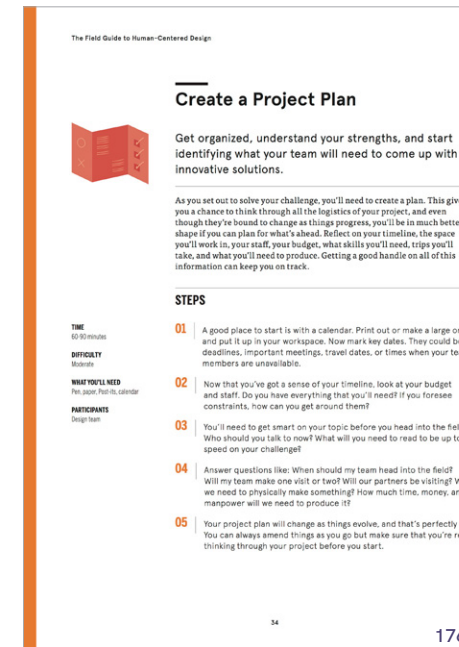 The Field Guide to Human-Centered Design
Create a Project Plan
Get organized, understand your strengths, and start
identifying what your team will need to come up with
innovative solutions.
As you set out to solve your challenge, you'll need to create a plan. This give
you a chance to think through all the logistics of your project, and even
though they're bound to change as things progress, you'll be in much bette
shape if you can plan for what's ahead. Reflect on your timeline, the space
you'll work in, your staff, your budget, what skills you'll need, trips you'll
take, and what you'll need to produce. Getting a good handle on all of this
information can keep you on track.
STEPS
TIME
60-90 minutes
DIFFICULTY
Moderate
WHAT YOU'LL NEED
Pen, paper, Post-its, calendar
PARTICIPANTS
Design team
01 A good place to start is with a calendar. Print out or make a large on
and put it up in your workspace. Now mark key dates. They could be
deadlines, important meetings, travel dates, or times when your tea
members are unavailable.
02 Now that you've got a sense of your timeline, look at your budget
and staff. Do you have everything that you'll need? If you foresee
constraints, how can you get around them?
03 You'll need to get smart on your topic before you head into the fiel
Who should you talk to now? What will you need to read to be up to
speed on your challenge?
04 Answer questions like: When should my team head into the field?
Will my team make one visit or two? Will our partners be visiting? W
we need to physically make something? How much time, money, an
manpower will we need to produce it?
05 Your project plan will change as things evolve, and that's perfectly
You can always amend things as you go but make sure that you're re
thinking through your project before you start.
34